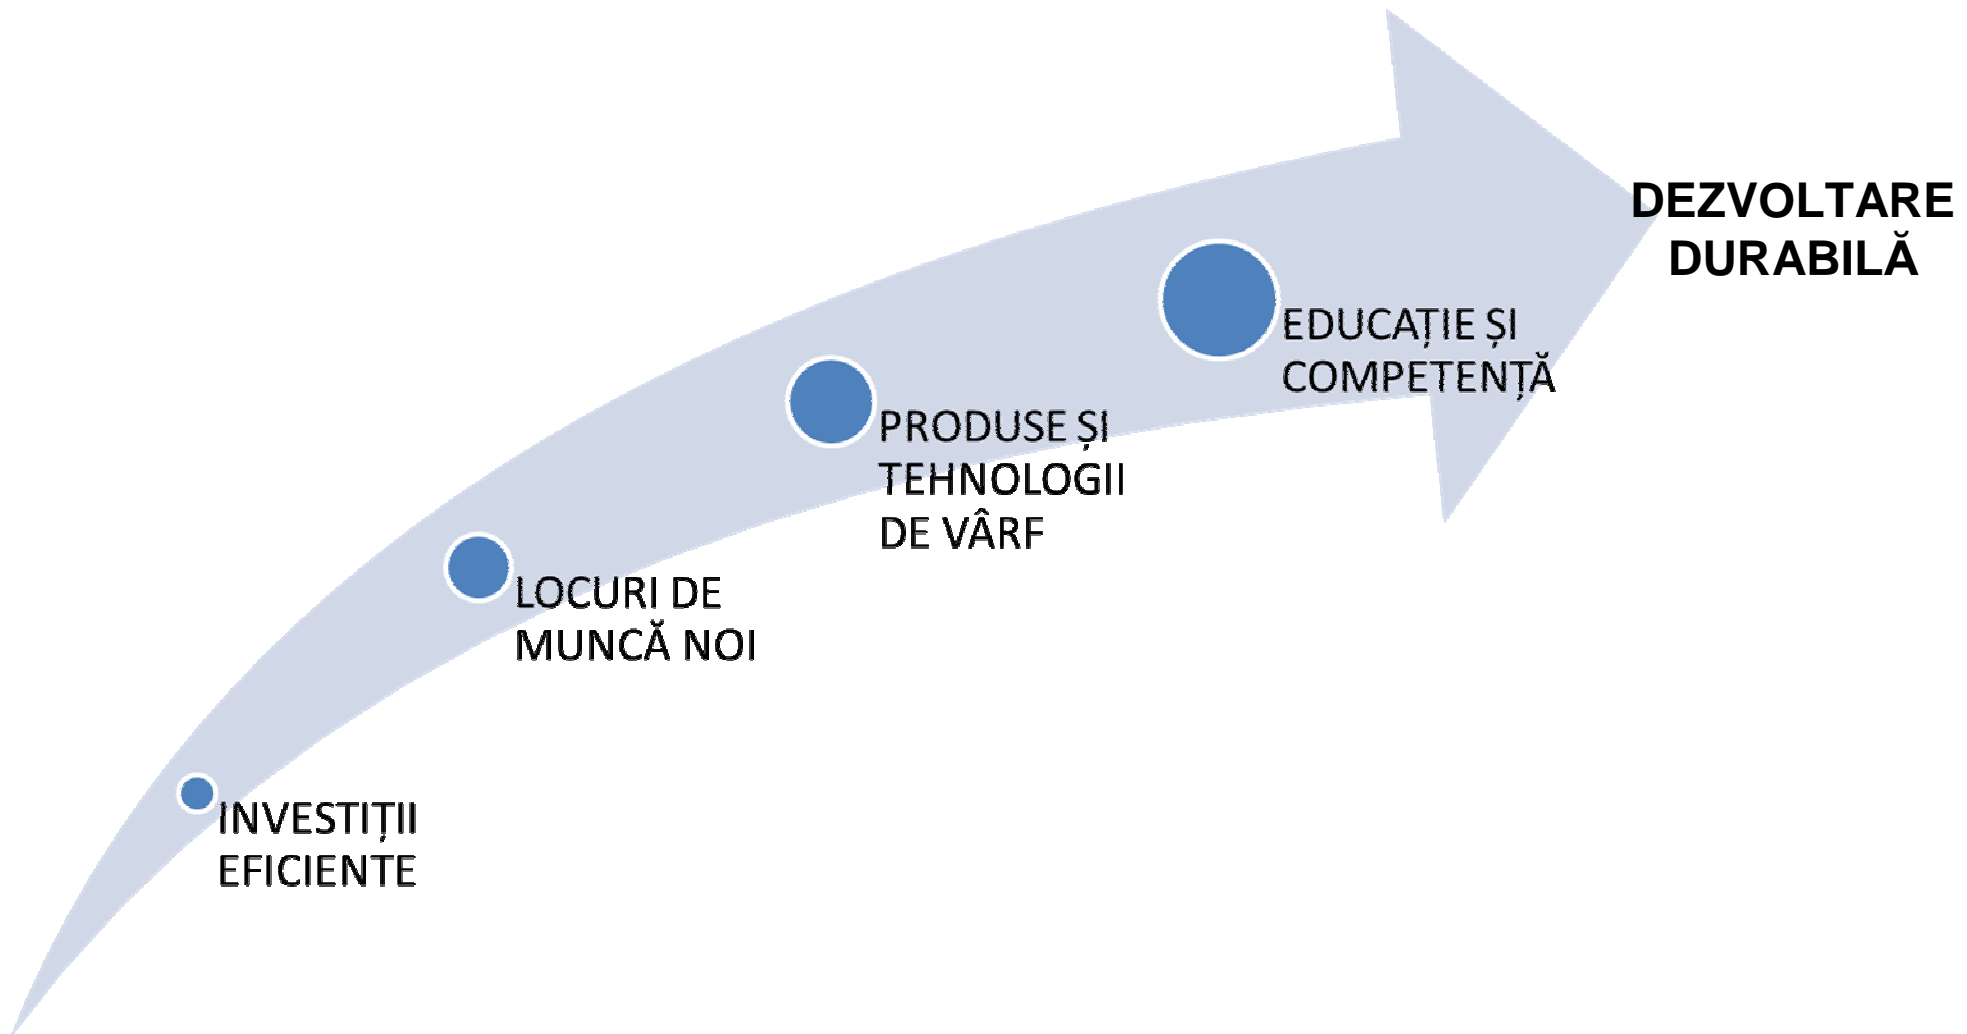 DEZVOLTARE
DURABILĂ
EDUCAȚIE ȘI
COMPETENȚĂ
PRODUSE ȘI
TEHNOLOGII
DE VÂRF
LOCURI DE
MUNCĂ NOI
INVESTIȚII
EFICIENTE